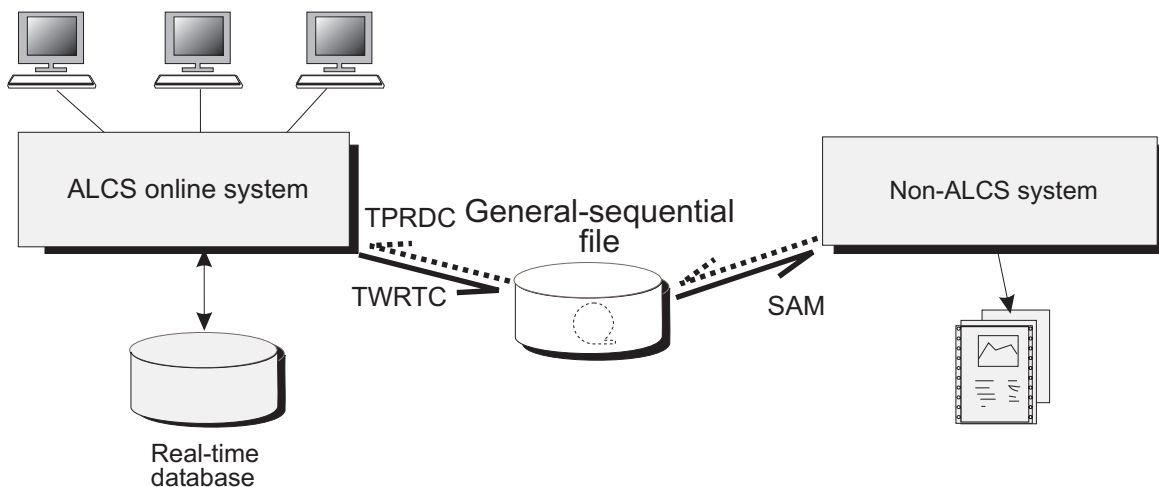 ALCS online system
Non-ALCS system
TPRDC
General-sequential
file
TWRTC
SAM
Real-time
database